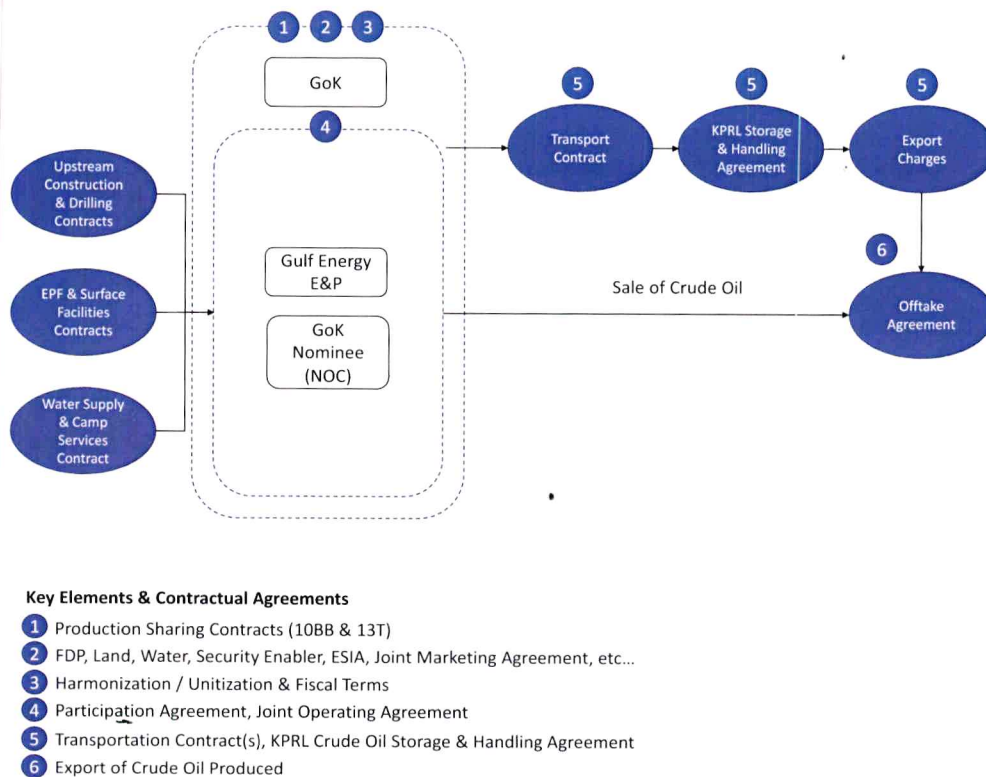 1 2 3
GoK
4
5
5
5
Transport
Contract
KPRL Storage
& Handling
Agreement
Export
Charges
Upstream
Construction
& Drilling
Contracts
EPF & Surface
Facilities
Contracts
Water Supply
& Camp
Services
Contract
Gulf Energy
E&P
GoK
Nominee
(NOC)
Sale of Crude Oil
6
Offtake
Agreement
Key Elements & Contractual Agreements
1 Production Sharing Contracts (10BB & 13T)
2 FDP, Land, Water, Security Enabler, ESIA, Joint Marketing Agreement, etc...
3 Harmonization / Unitization & Fiscal Terms
4 Participation Agreement, Joint Operating Agreement
5 Transportation Contract(s), KPRL Crude Oil Storage & Handling Agreement
6 Export of Crude Oil Produced